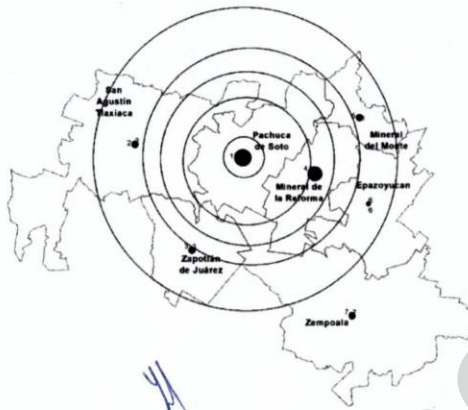 San
Agustín
Tlaxiaca
Pachuca
de Soto
Mineral
del Monte
Mineral de
la Reforma
Epazoyucan
Zapotlán
de Juárez
Zempoala